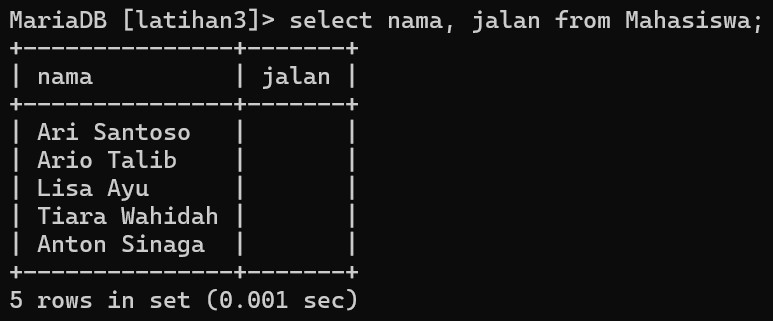 MariaDB [latihan3]> select nama, jalan from Mahasiswa;
+---------------+-------+
| nama          | jalan |
+---------------+-------+
| Ari Santoso   |       |
| Ario Talib    |       |
| Lisa Ayu      |       |
| Tiara Wahidah |       |
| Anton Sinaga  |       |
+---------------+-------+
5 rows in set (0.001 sec)